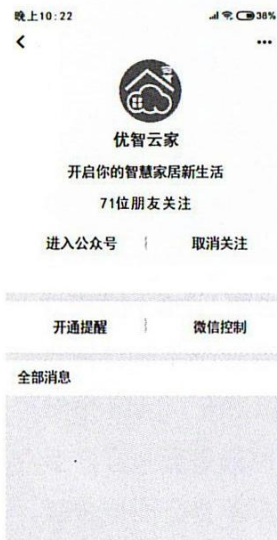 晚上10:22 38%
优智云家
开启你的智慧家居新生活
71位朋友关注
进入公众号 取消关注
开通提醒 微信控制
全部消息